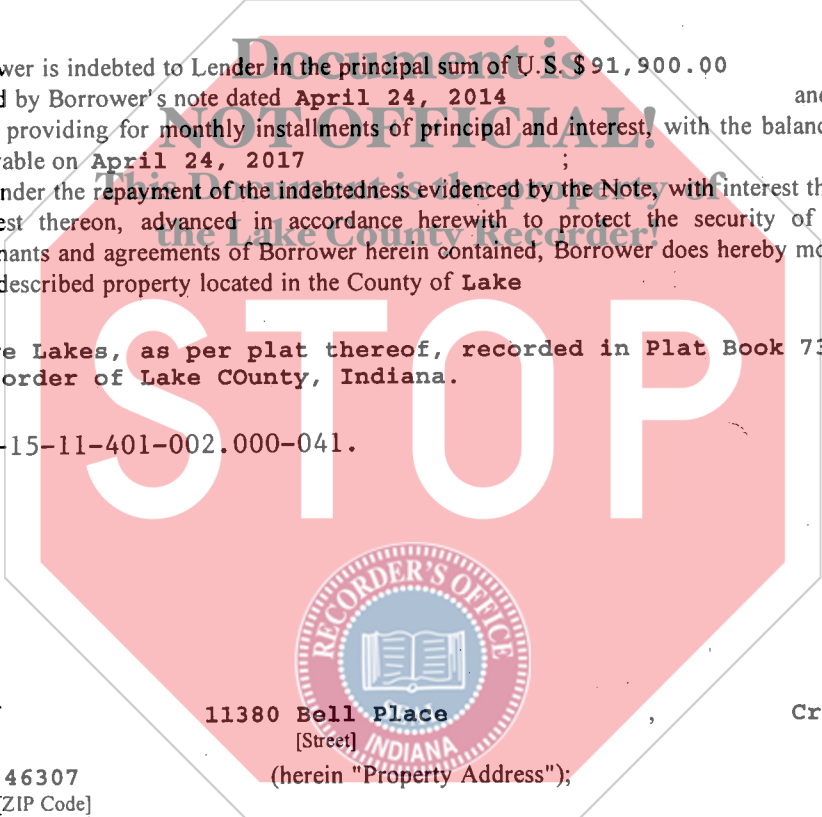 Document is
wer is indebted to Lender in the principal sum of U.S. $ 91,900.00
d by Borrower's note dated April 24, 2014 and
NOT OFFICIAL!
providing for monthly installments of principal and interest, with the balanc
able on April 24, 2017 ;
This Document is the property of
nder the repayment of the indebtedness evidenced by the Note, with interest th
est thereon, advanced in accordance herewith to protect the security of
the Lake County Recorder!
nants and agreements of Borrower herein contained, Borrower does hereby mo
described property located in the County of Lake
STOP
e Lakes, as per plat thereof, recorded in Plat Book 73
order of Lake COunty, Indiana.
-15-11-401-002.000-041.
RECORDER'S OFFICE
11380 Bell Place , Cr
[Street]
INDIANA
46307 (herein "Property Address");
[ZIP Code]